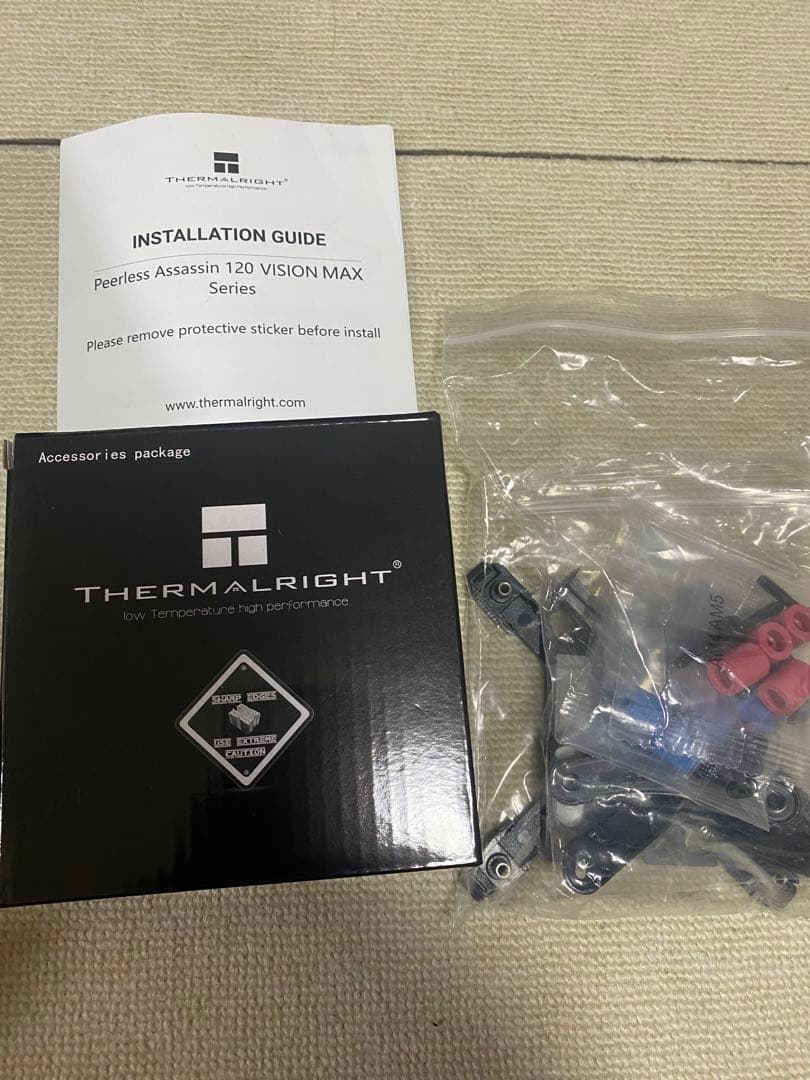 THERMALRIGHT®
low Temperature high Performance
INSTALLATION GUIDE
Peerless Assassin 120 VISION MAX
Series
Please remove protective sticker before install
www.thermalright.com
Accessories package
THERMALRIGHT®
low Temperature high performance
SHARP EDGES
USE EXTREME
CAUTION
AM5